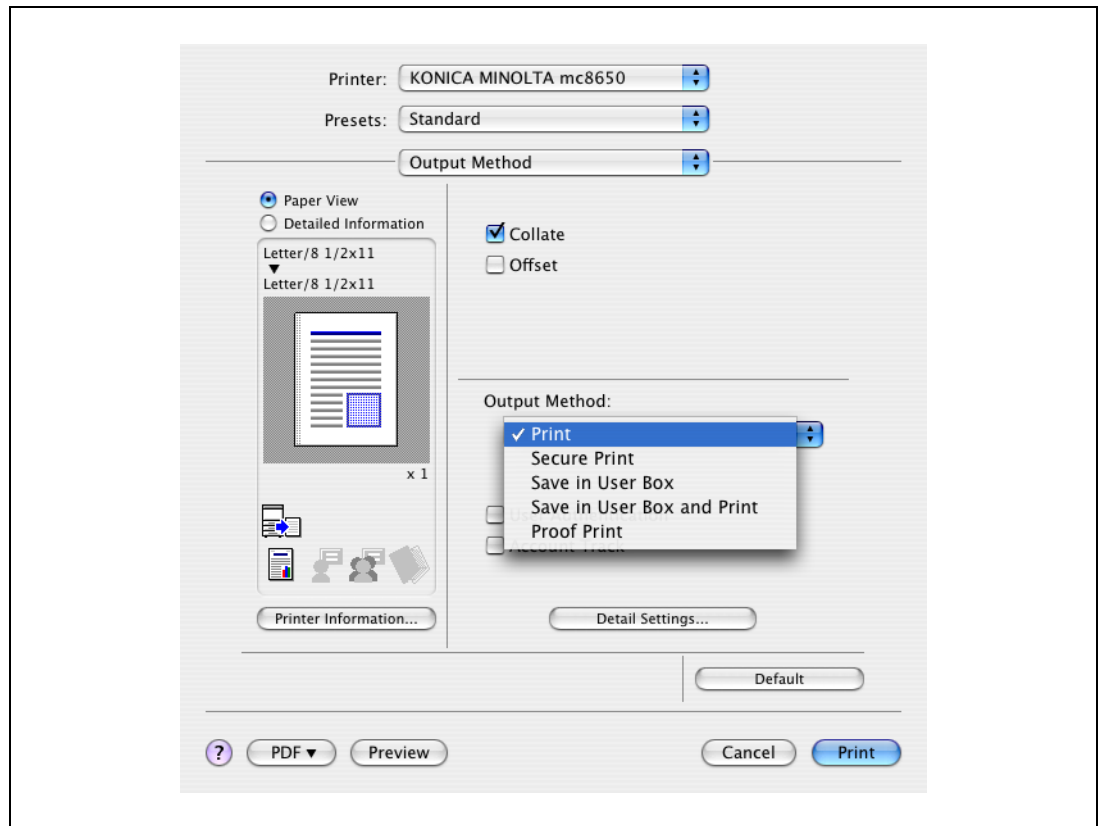 Printer: KONICA MINOLTA mc8650
Presets: Standard
Output Method
Paper View
Detailed Information
Letter/8 1/2x11
Letter/8 1/2x11
x 1
Printer Information...
Collate
Offset
Output Method:
✓ Print
Secure Print
Save in User Box
Save in User Box and Print
Proof Print
Account Track
Detail Settings...
Default
? PDF ▼ Preview Cancel Print